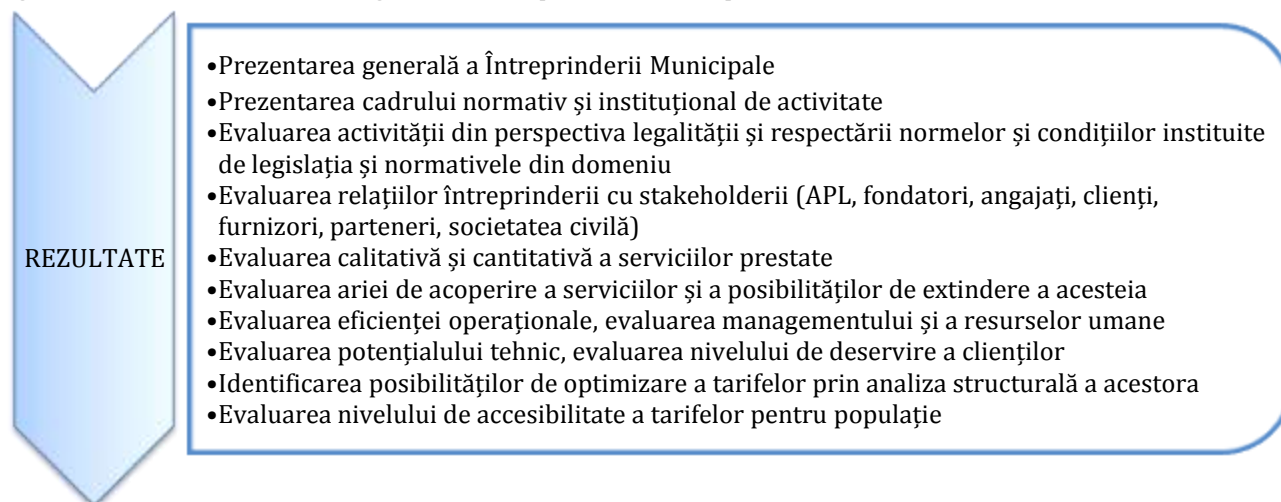 •Prezentarea generală a Întreprinderii Municipale
•Prezentarea cadrului normativ și instituțional de activitate
•Evaluarea activității din perspectiva legalității și respectării normelor și condițiilor instituite
de legislația și normativele din domeniu
•Evaluarea relațiilor întreprinderii cu stakeholderii (APL, fondatori, angajați, clienți,
furnizori, parteneri, societatea civilă)
REZULTATE
•Evaluarea calitativă și cantitativă a serviciilor prestate
•Evaluarea ariei de acoperire a serviciilor și a posibilităților de extindere a acesteia
•Evaluarea eficienței operaționale, evaluarea managementului și a resurselor umane
•Evaluarea potențialului tehnic, evaluarea nivelului de deservire a clienților
•Identificarea posibilităților de optimizare a tarifelor prin analiza structurală a acestora
•Evaluarea nivelului de accesibilitate a tarifelor pentru populație